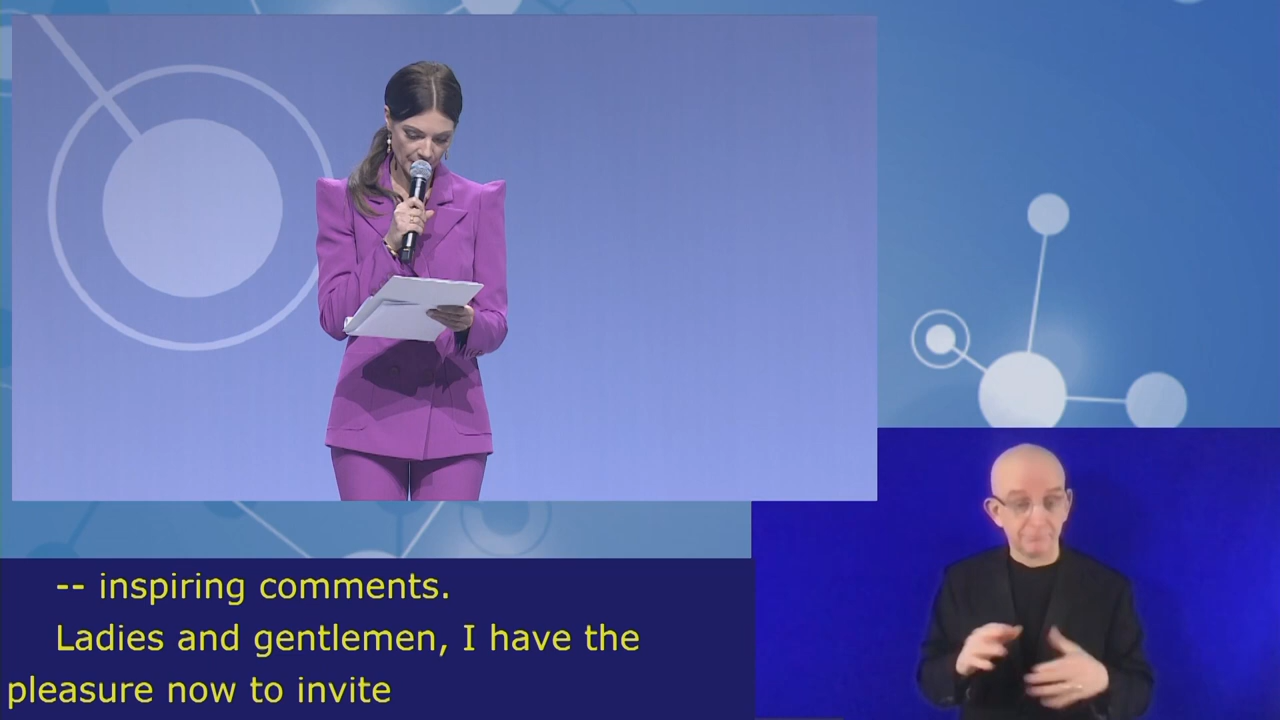 -- inspiring comments.
Ladies and gentlemen, I have the
pleasure now to invite